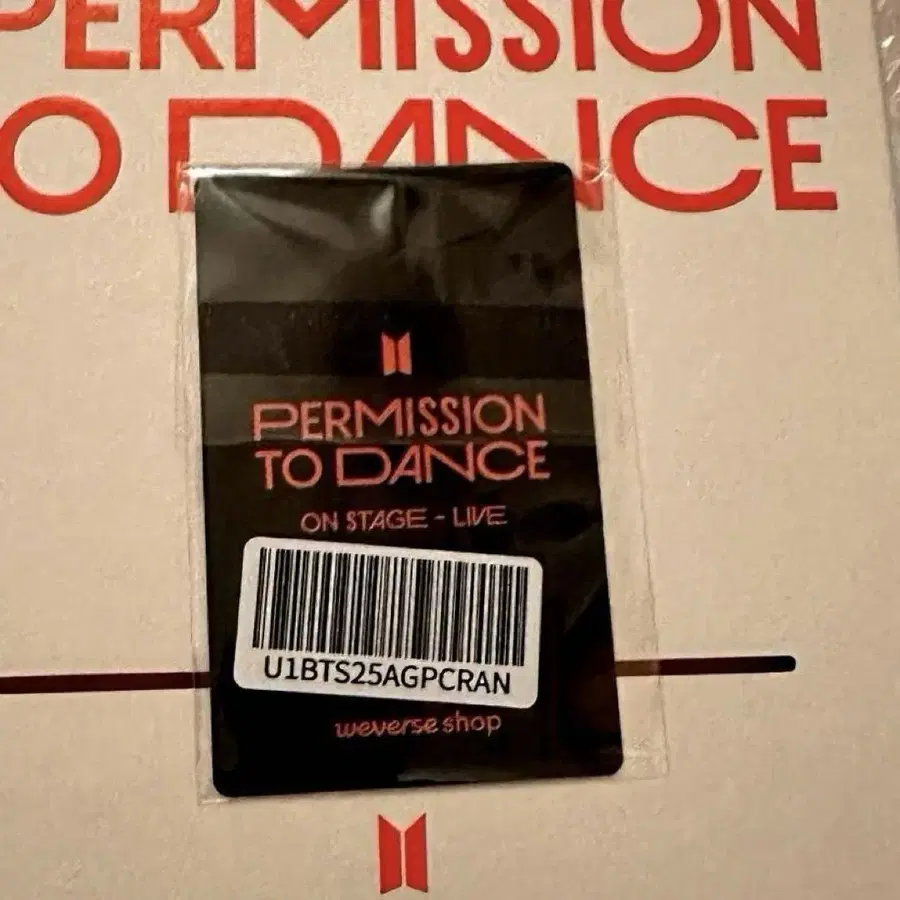 PERMISSION
TO DANCE
PERMISSION
TO DANCE
ON STAGE - LIVE
U1BTS25AGPCRAN
weverse shop